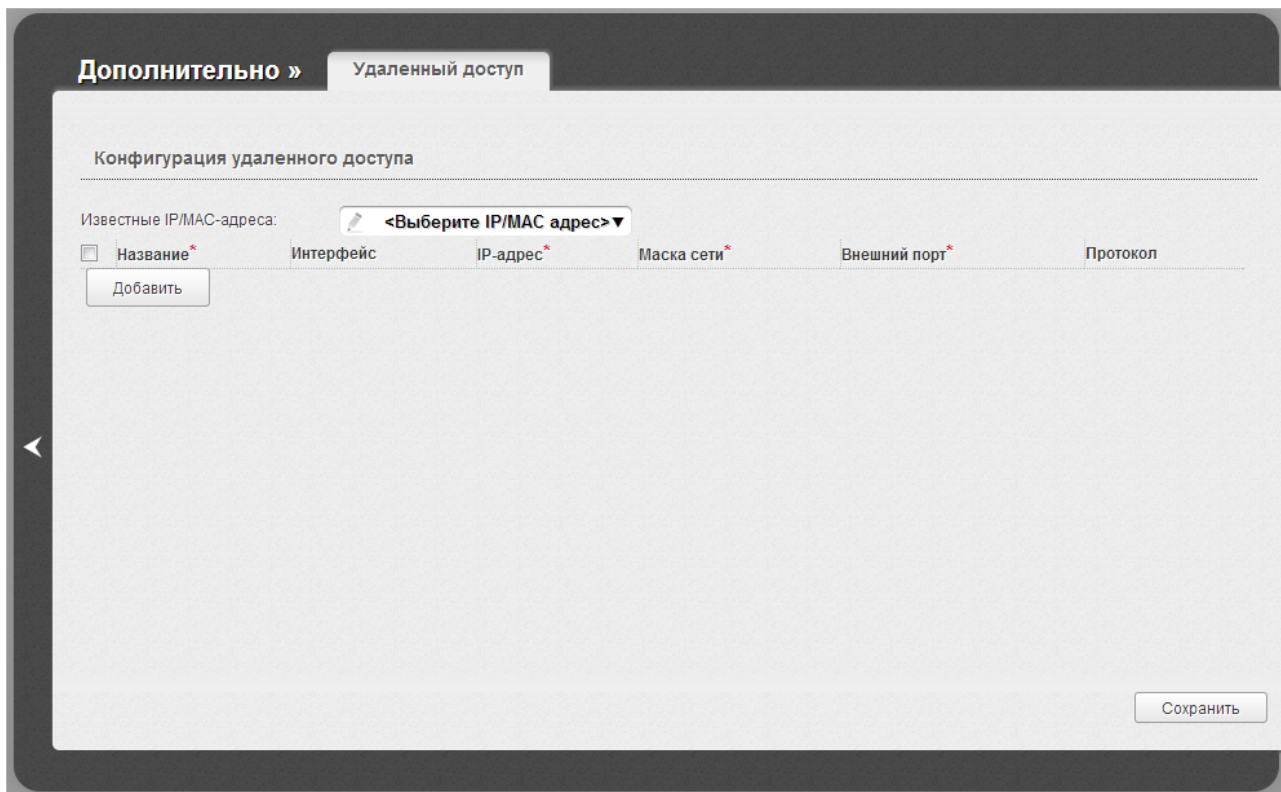 Дополнительно »
Удаленный доступ
Конфигурация удаленного доступа
Известные IP/MAC-адреса: <Выберите IP/MAC адрес>▼
Название* Интерфейс IP-адрес* Маска сети* Внешний порт* Протокол
Добавить
Сохранить